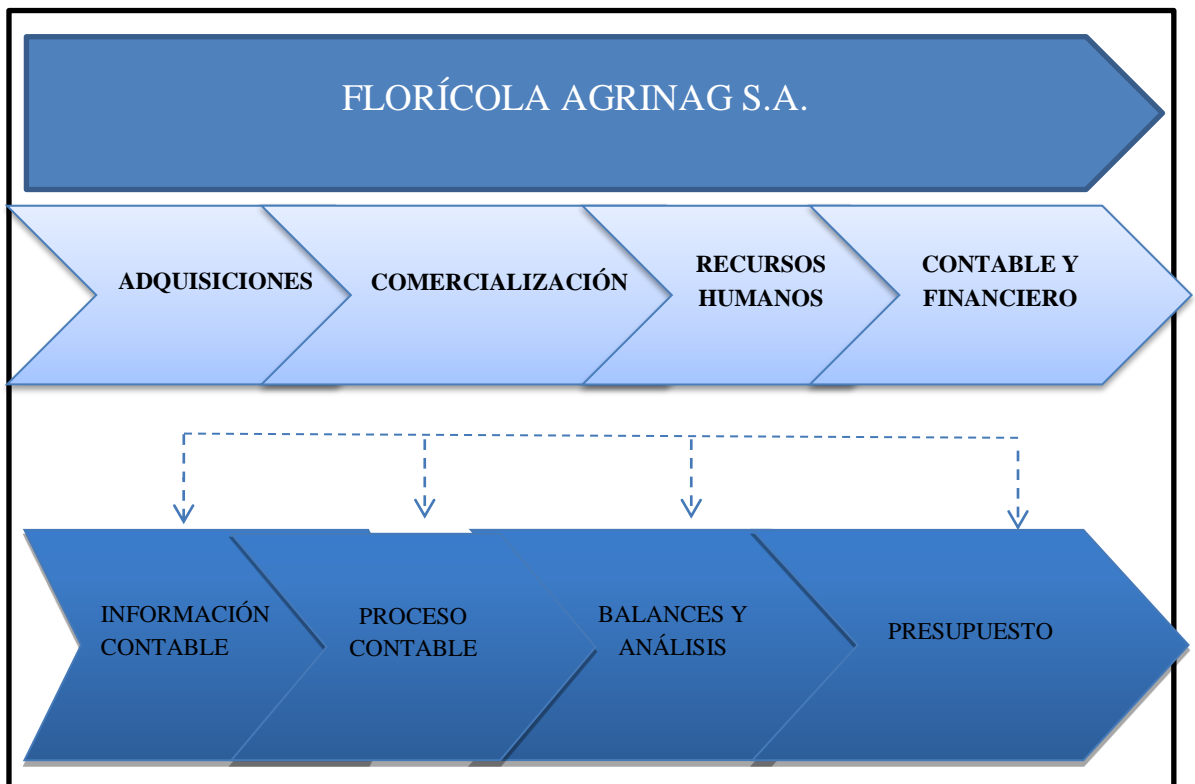 FLORÍCOLA AGRINAG S.A.
ADQUISICIONES
COMERCIALIZACIÓN
RECURSOS
HUMANOS
CONTABLE Y
FINANCIERO
INFORMACIÓN
CONTABLE
PROCESO
CONTABLE
BALANCES Y
ANÁLISIS
PRESUPUESTO